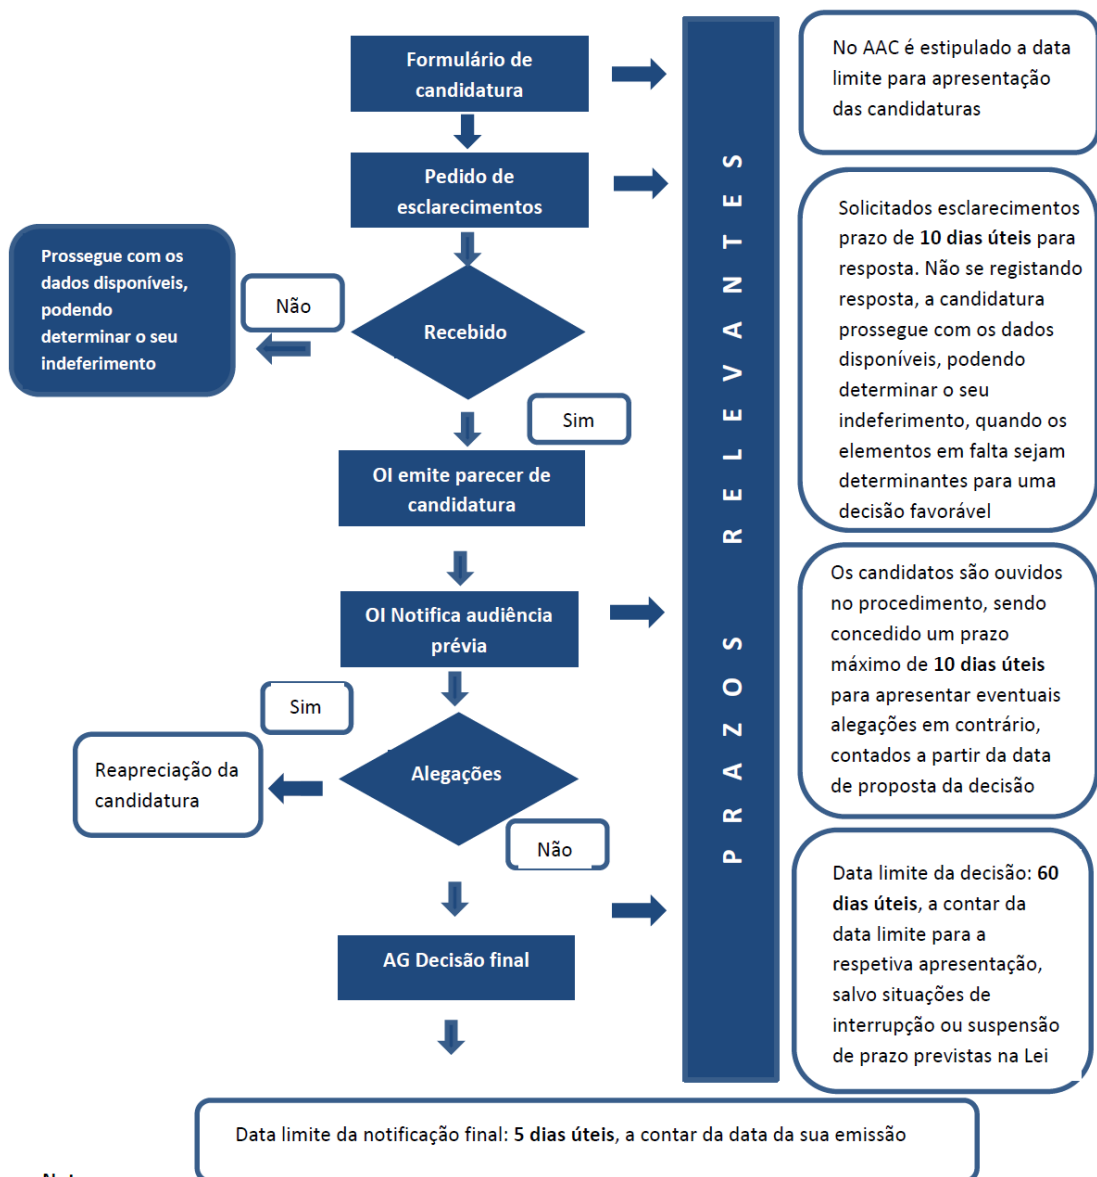 Formulário de
candidatura
No AAC é estipulado a data
limite para apresentação
das candidaturas
Pedido de
esclarecimentos
Solicitados esclarecimentos
prazo de 10 dias úteis para
resposta. Não se registando
resposta, a candidatura
prossegue com os dados
disponíveis, podendo
determinar o seu
indeferimento, quando os
elementos em falta sejam
determinantes para uma
decisão favorável
Prossegue com os
dados disponíveis,
podendo
determinar o seu
indeferimento
Não
Recebido
Sim
OI emite parecer de
candidatura
PRAZOS RELEVANTES
OI Notifica audiência
prévia
Os candidatos são ouvidos
no procedimento, sendo
concedido um prazo
máximo de 10 dias úteis
para apresentar eventuais
alegações em contrário,
contados a partir da data
de proposta da decisão
Sim
Reapreciação da
candidatura
Alegações
Não
AG Decisão final
Data limite da decisão: 60
dias úteis, a contar da
data limite para a
respetiva apresentação,
salvo situações de
interrupção ou suspensão
de prazo previstas na Lei
Data limite da notificação final: 5 dias úteis, a contar da data da sua emissão